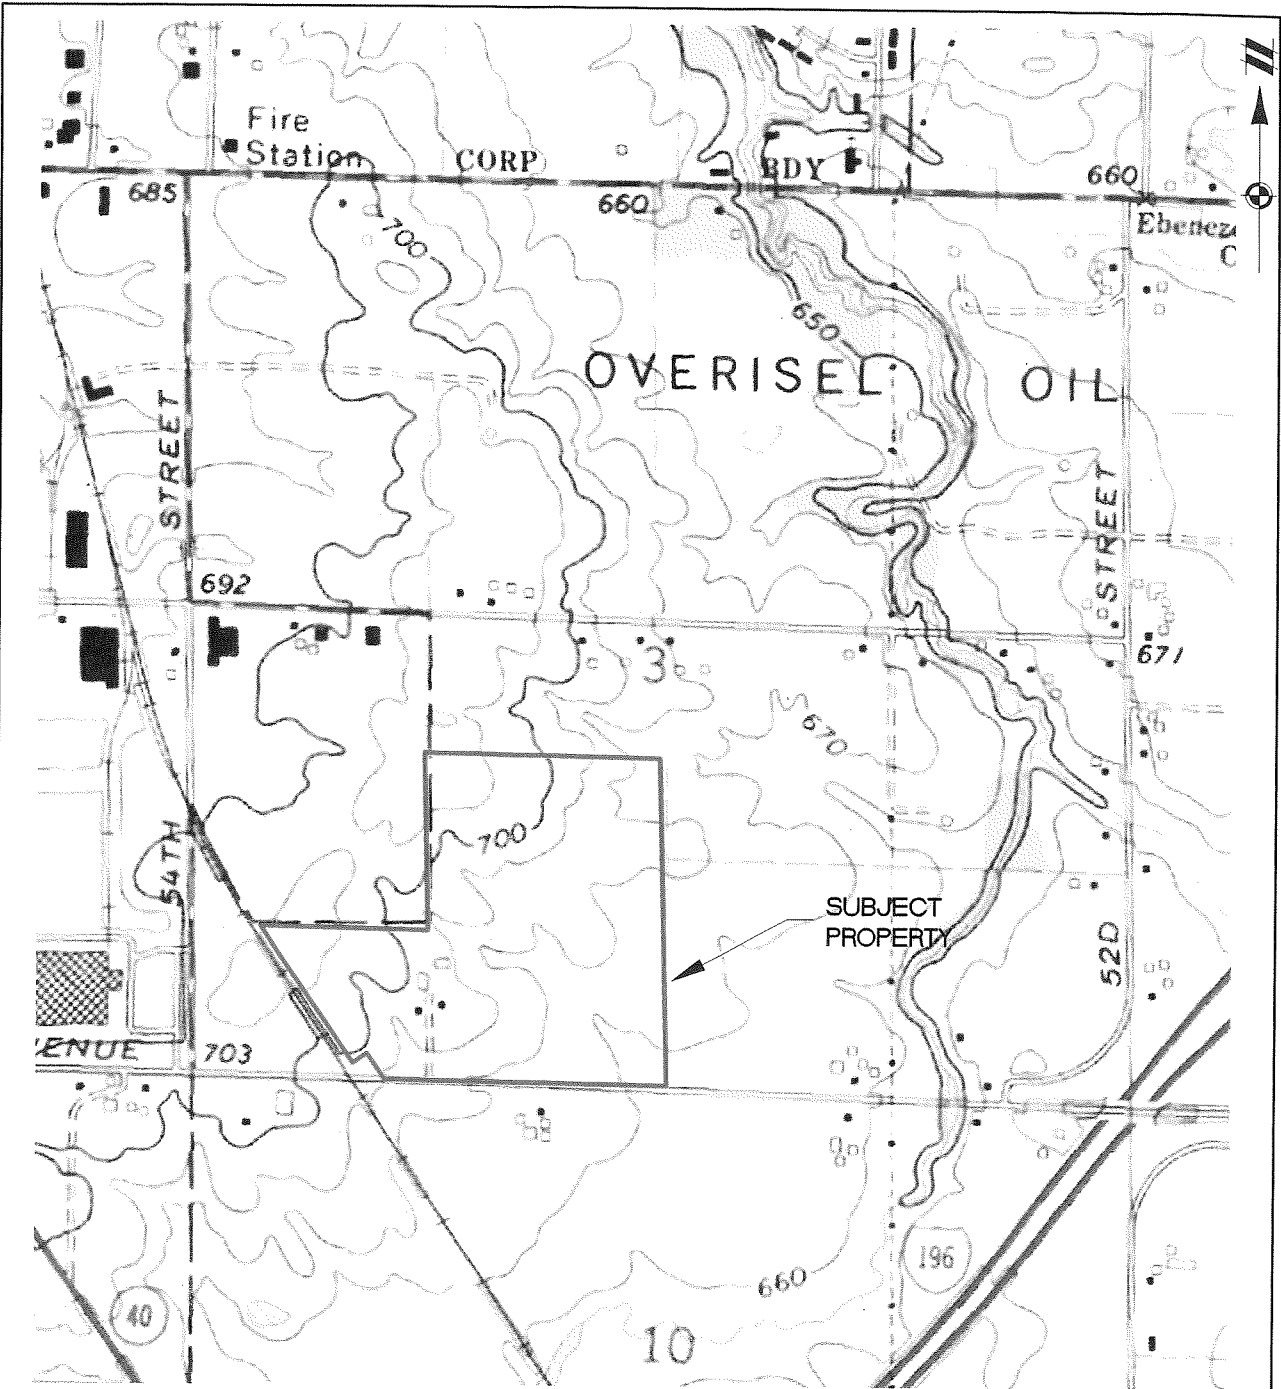 Fire
Station
CORP
BDY
685
660
660
Ebenez
C
700
650
OVERISEL OIL
STREET
STREET
692
3
671
670
700
54TH
SUBJECT
PROPERTY
52D
ENUE
703
196
660
40
10